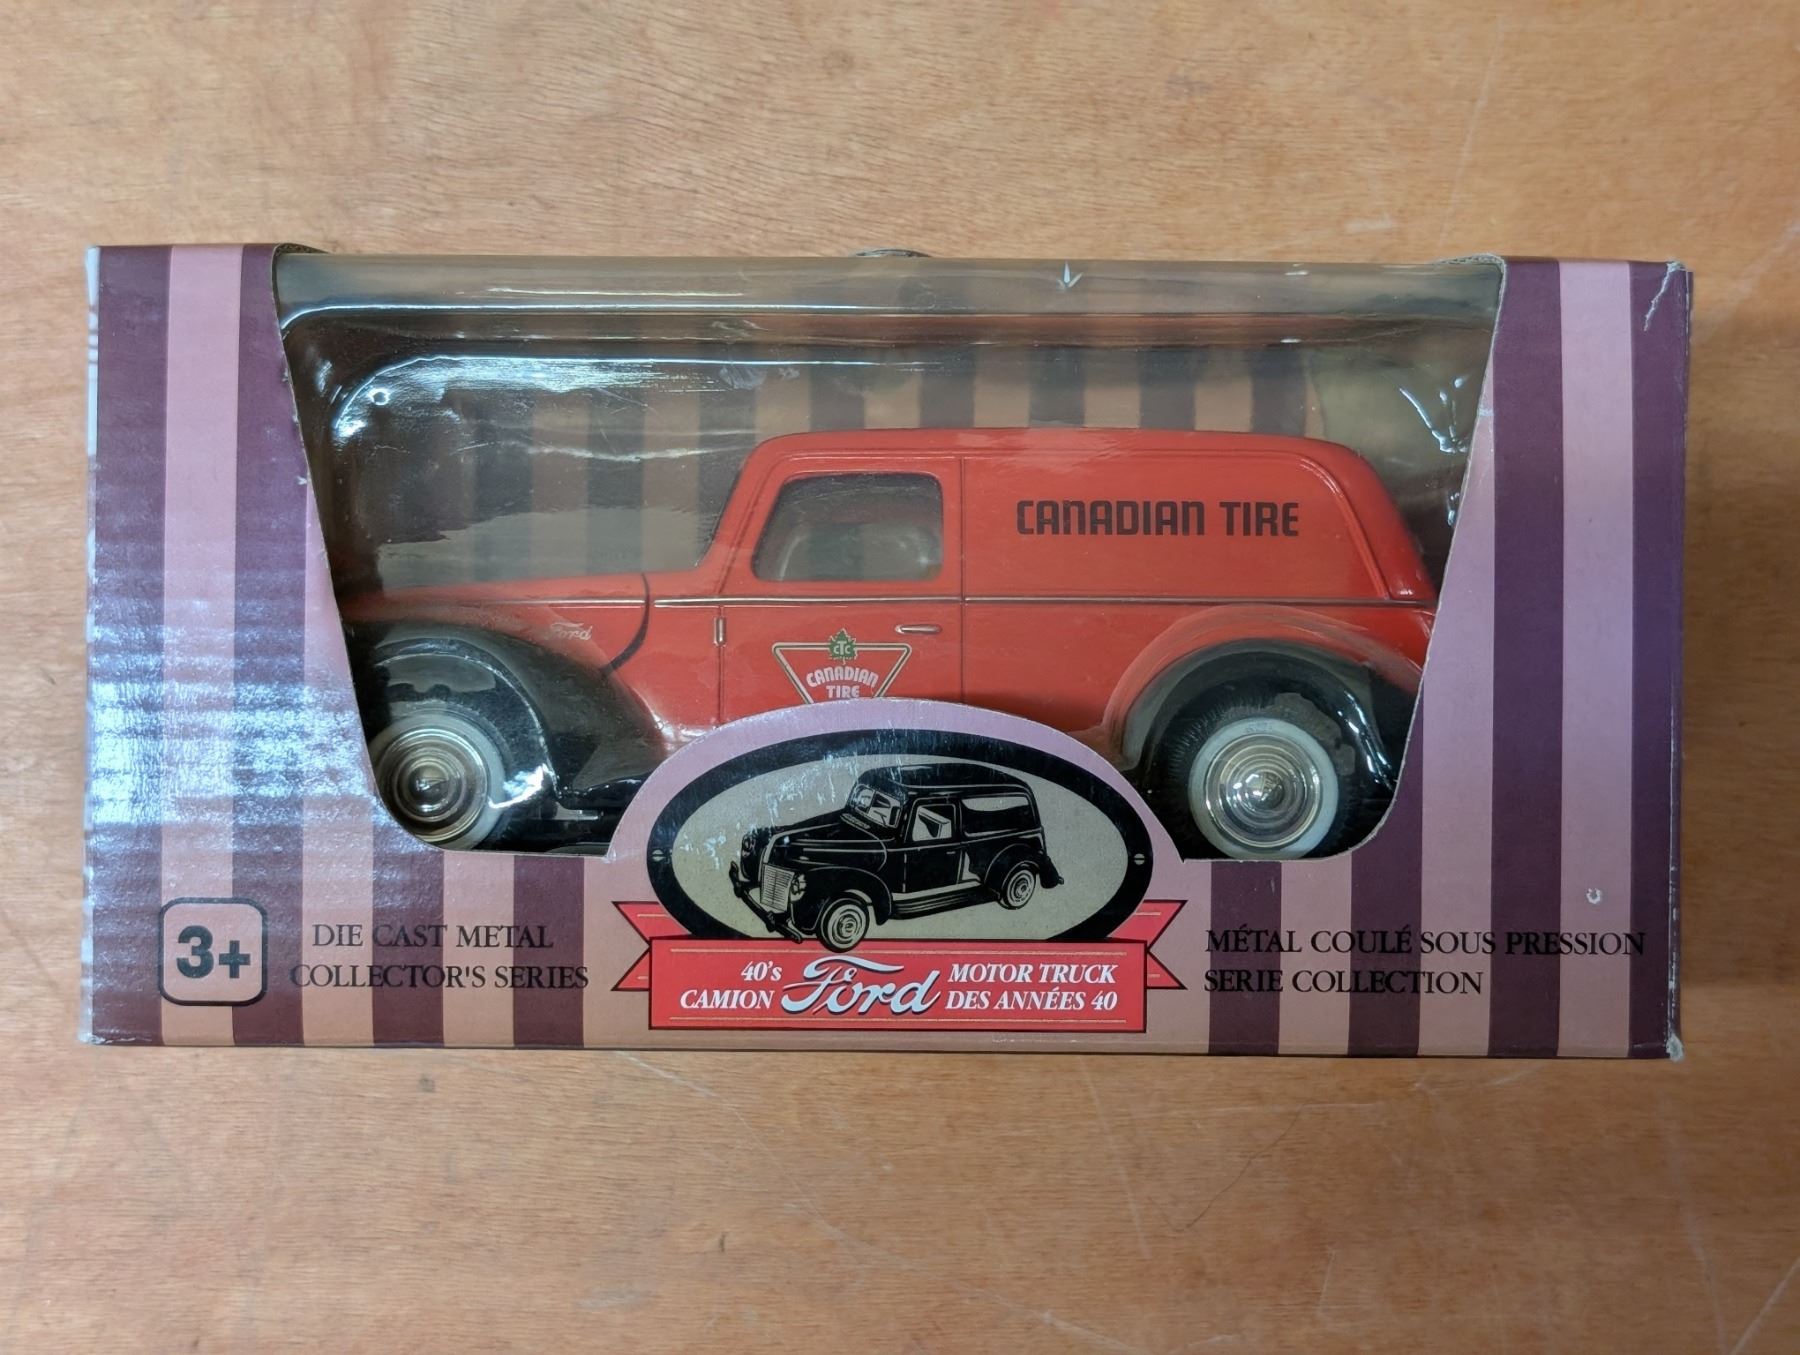 CANADIAN TIRE
Ford
CTC
CANADIAN
TIRE
3+
DIE CAST METAL
COLLECTOR'S SERIES
40's Ford MOTOR TRUCK
CAMION DES ANNÉES 40
MÉTAL COULÉ SOUS PRESSION
SERIE COLLECTION